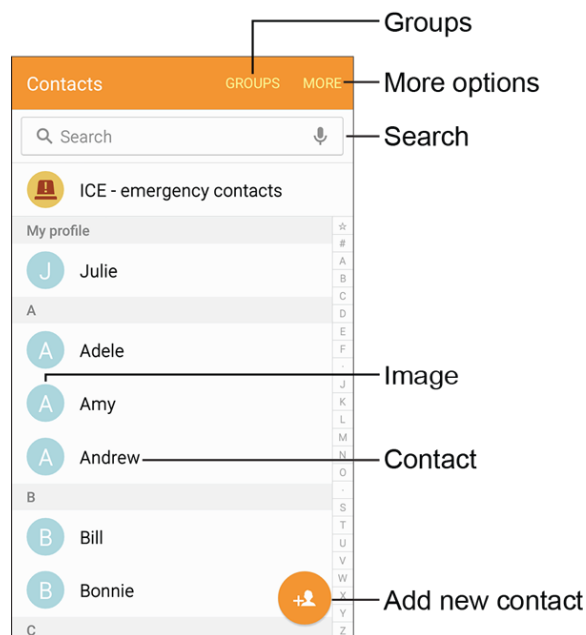 Groups
Contacts GROUPS MORE
More options
Search
Search
ICE - emergency contacts
My profile
☆
#
J Julie
A
B
C
A
D
E
A Adele
F
·
Image
J
A Amy
K
L
M
A Andrew
N
Contact
O
·
B
S
T
B Bill
U
V
W
B Bonnie
X
Add new contact
Y
C
Z